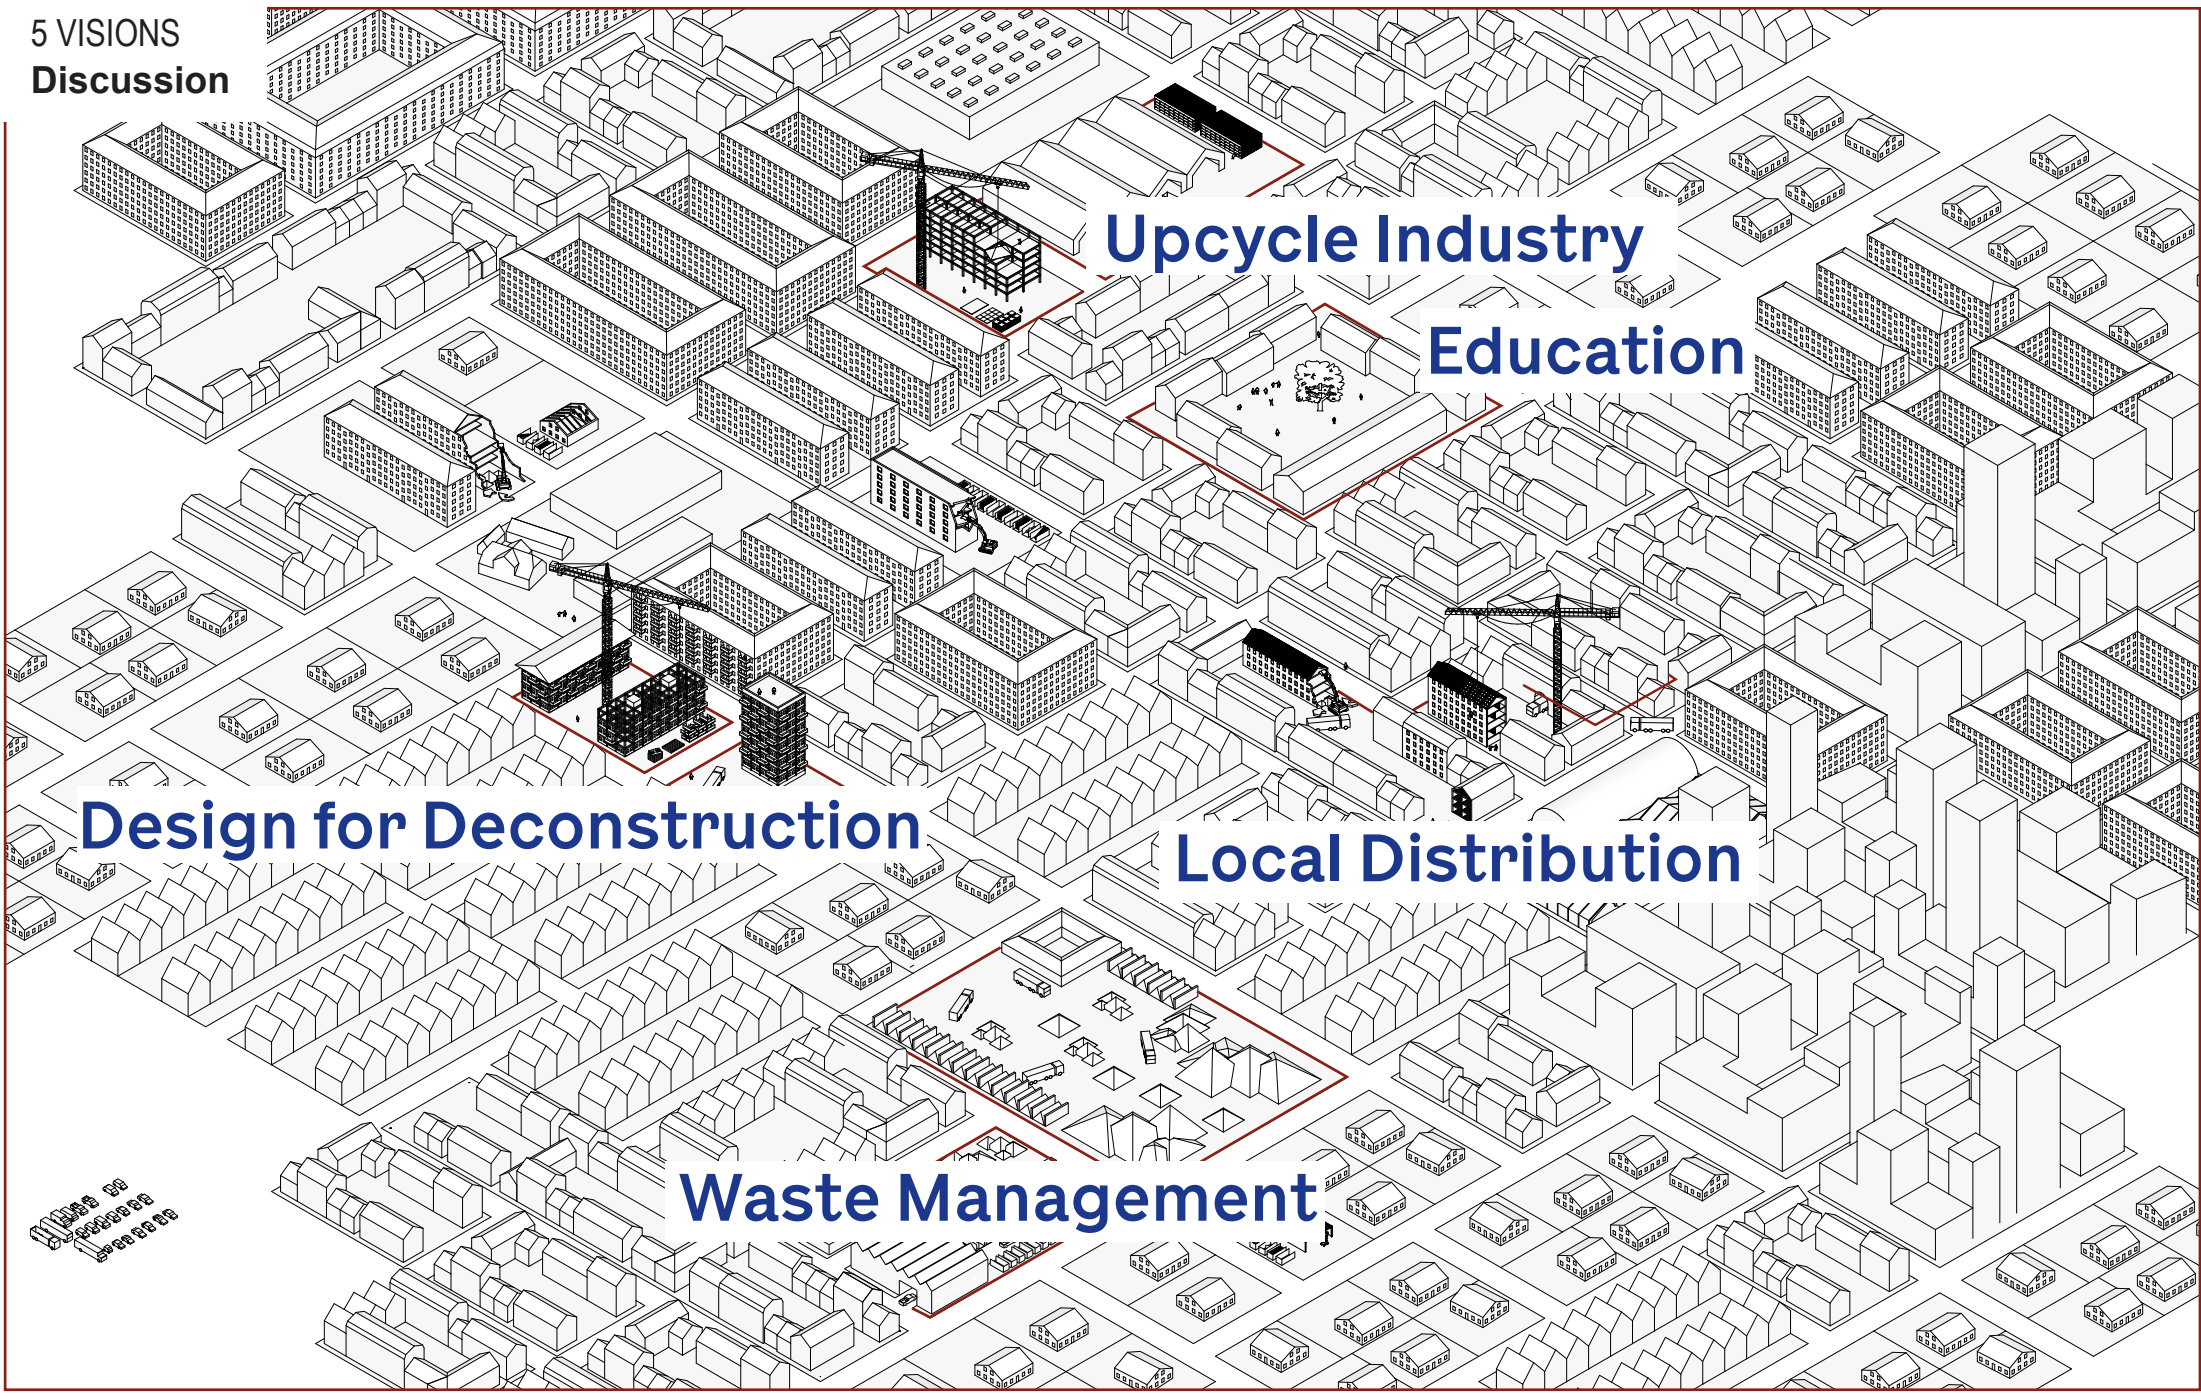 5 VISIONS
Discussion
Upcycle Industry
Education
Design for Deconstruction
Local Distribution
Waste Management